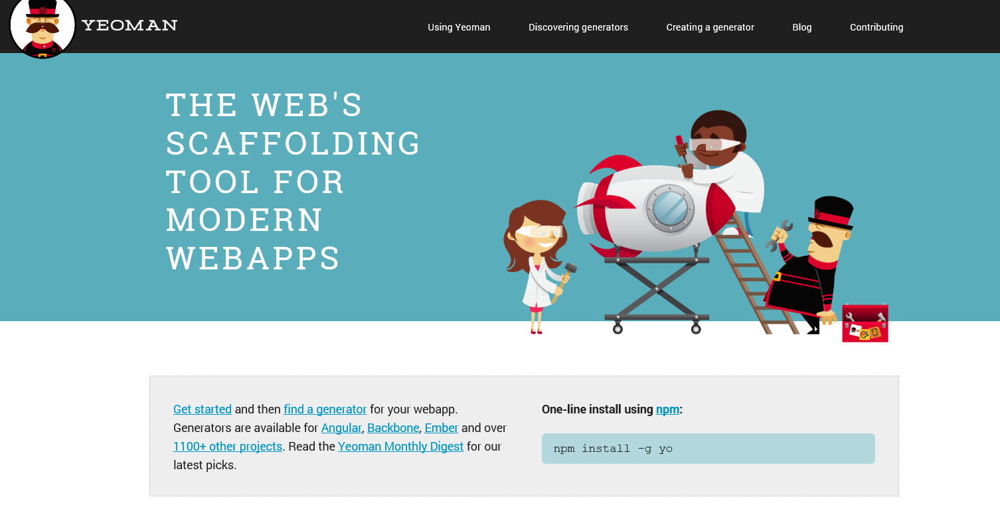 YEOMAN
Using Yeoman
Discovering generators
Creating a generator
Blog
Contributing
THE WEB'S
SCAFFOLDING
TOOL FOR
MODERN
WEBAPPS
Get started and then find a generator for your webapp.
Generators are available for Angular, Backbone, Ember and over
1100+ other projects. Read the Yeoman Monthly Digest for our
latest picks.
One-line install using npm:
npm install -g yo